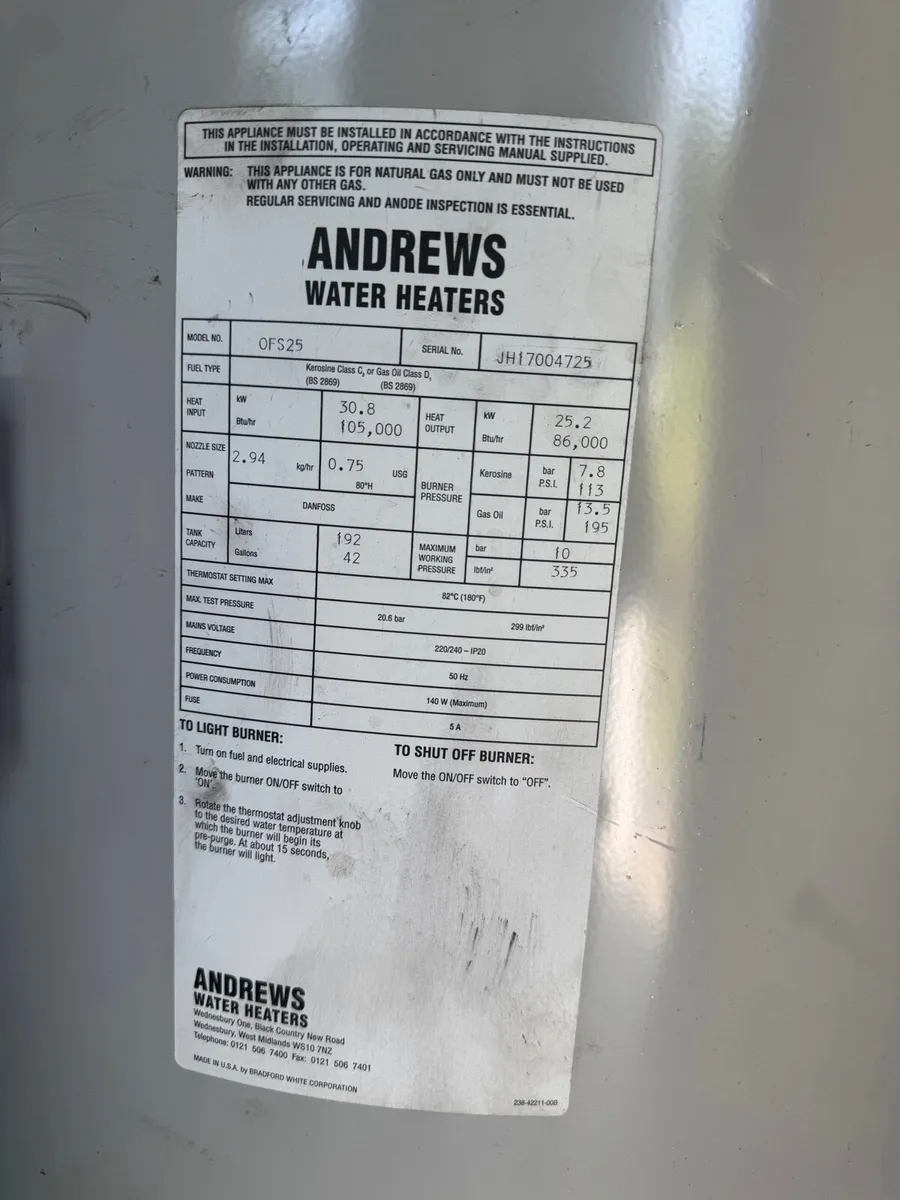 THIS APPLIANCE MUST BE INSTALLED IN ACCORDANCE WITH THE INSTRUCTIONS
IN THE INSTALLATION, OPERATING AND SERVICING MANUAL SUPPLIED.
WARNING: THIS APPLIANCE IS FOR NATURAL GAS ONLY AND MUST NOT BE USED
WITH ANY OTHER GAS.
REGULAR SERVICING AND ANODE INSPECTION IS ESSENTIAL.
ANDREWS
WATER HEATERS
MODEL NO. OFS25 SERIAL No. JH17004725
FUEL TYPE Kerosine Class C, or Gas Oil Class D,
(BS 2869) (BS 2869)
HEAT INPUT kW 30.8 HEAT OUTPUT kW 25.2
Btu/hr 105,000 Btu/hr 86,000
NOZZLE SIZE 2.94 kg/hr 0.75 USG BURNER PRESSURE Kerosine bar 7.8
PATTERN 80°H P.S.I. 113
MAKE DANFOSS Gas Oil bar 13.5
P.S.I. 195
TANK CAPACITY Liters 192 MAXIMUM WORKING PRESSURE bar 10
Gallons 42 lbf/in² 335
THERMOSTAT SETTING MAX 82°C (180°F)
MAX. TEST PRESSURE 20.6 bar 299 lbf/in²
MAINS VOLTAGE 220/240 – IP20
FREQUENCY 50 Hz
POWER CONSUMPTION 140 W (Maximum)
FUSE 5 A
TO LIGHT BURNER:
1. Turn on fuel and electrical supplies.
2. Move the burner ON/OFF switch to
'ON'.
3. Rotate the thermostat adjustment knob
to the desired water temperature at
which the burner will begin its
pre-purge. At about 15 seconds,
the burner will light.
TO SHUT OFF BURNER:
Move the ON/OFF switch to "OFF".
ANDREWS
WATER HEATERS
Wednesbury One, Black Country New Road
Wednesbury, West Midlands WS10 7NZ
Telephone: 0121 506 7400 Fax: 0121 506 7401
MADE IN U.S.A. by BRADFORD WHITE CORPORATION
238-42211-00B